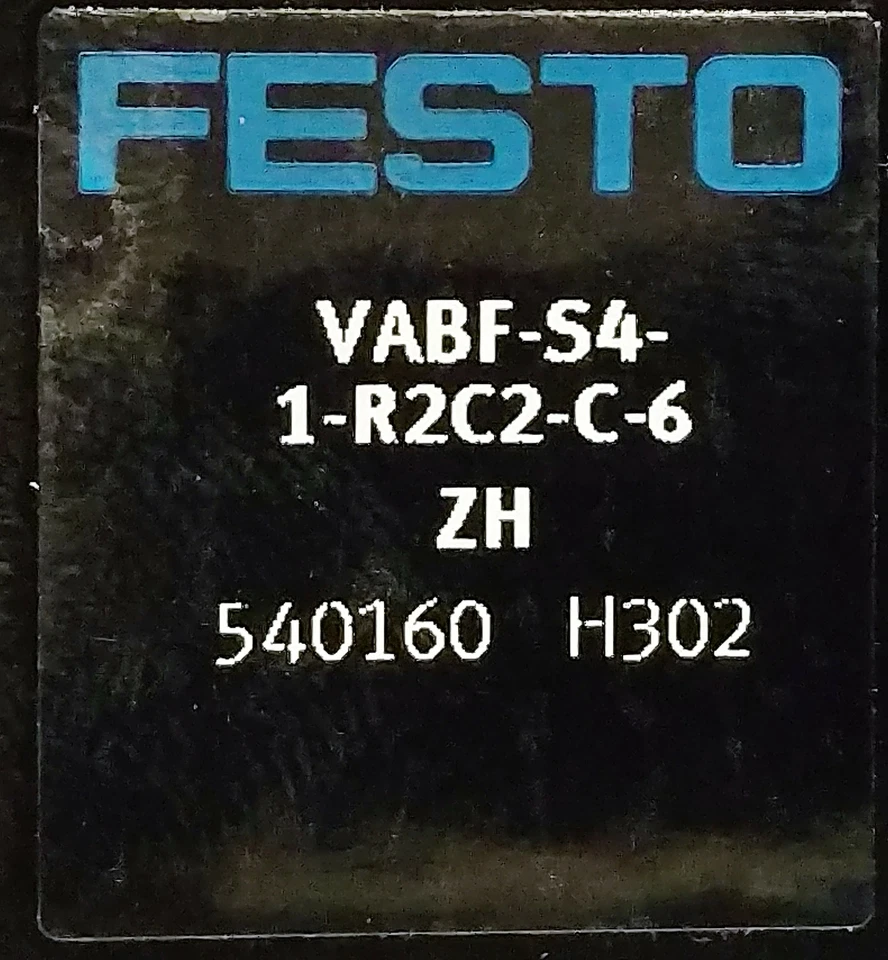 FESTO
VABF-S4-
1-R2C2-C-6
ZH
540160 H302